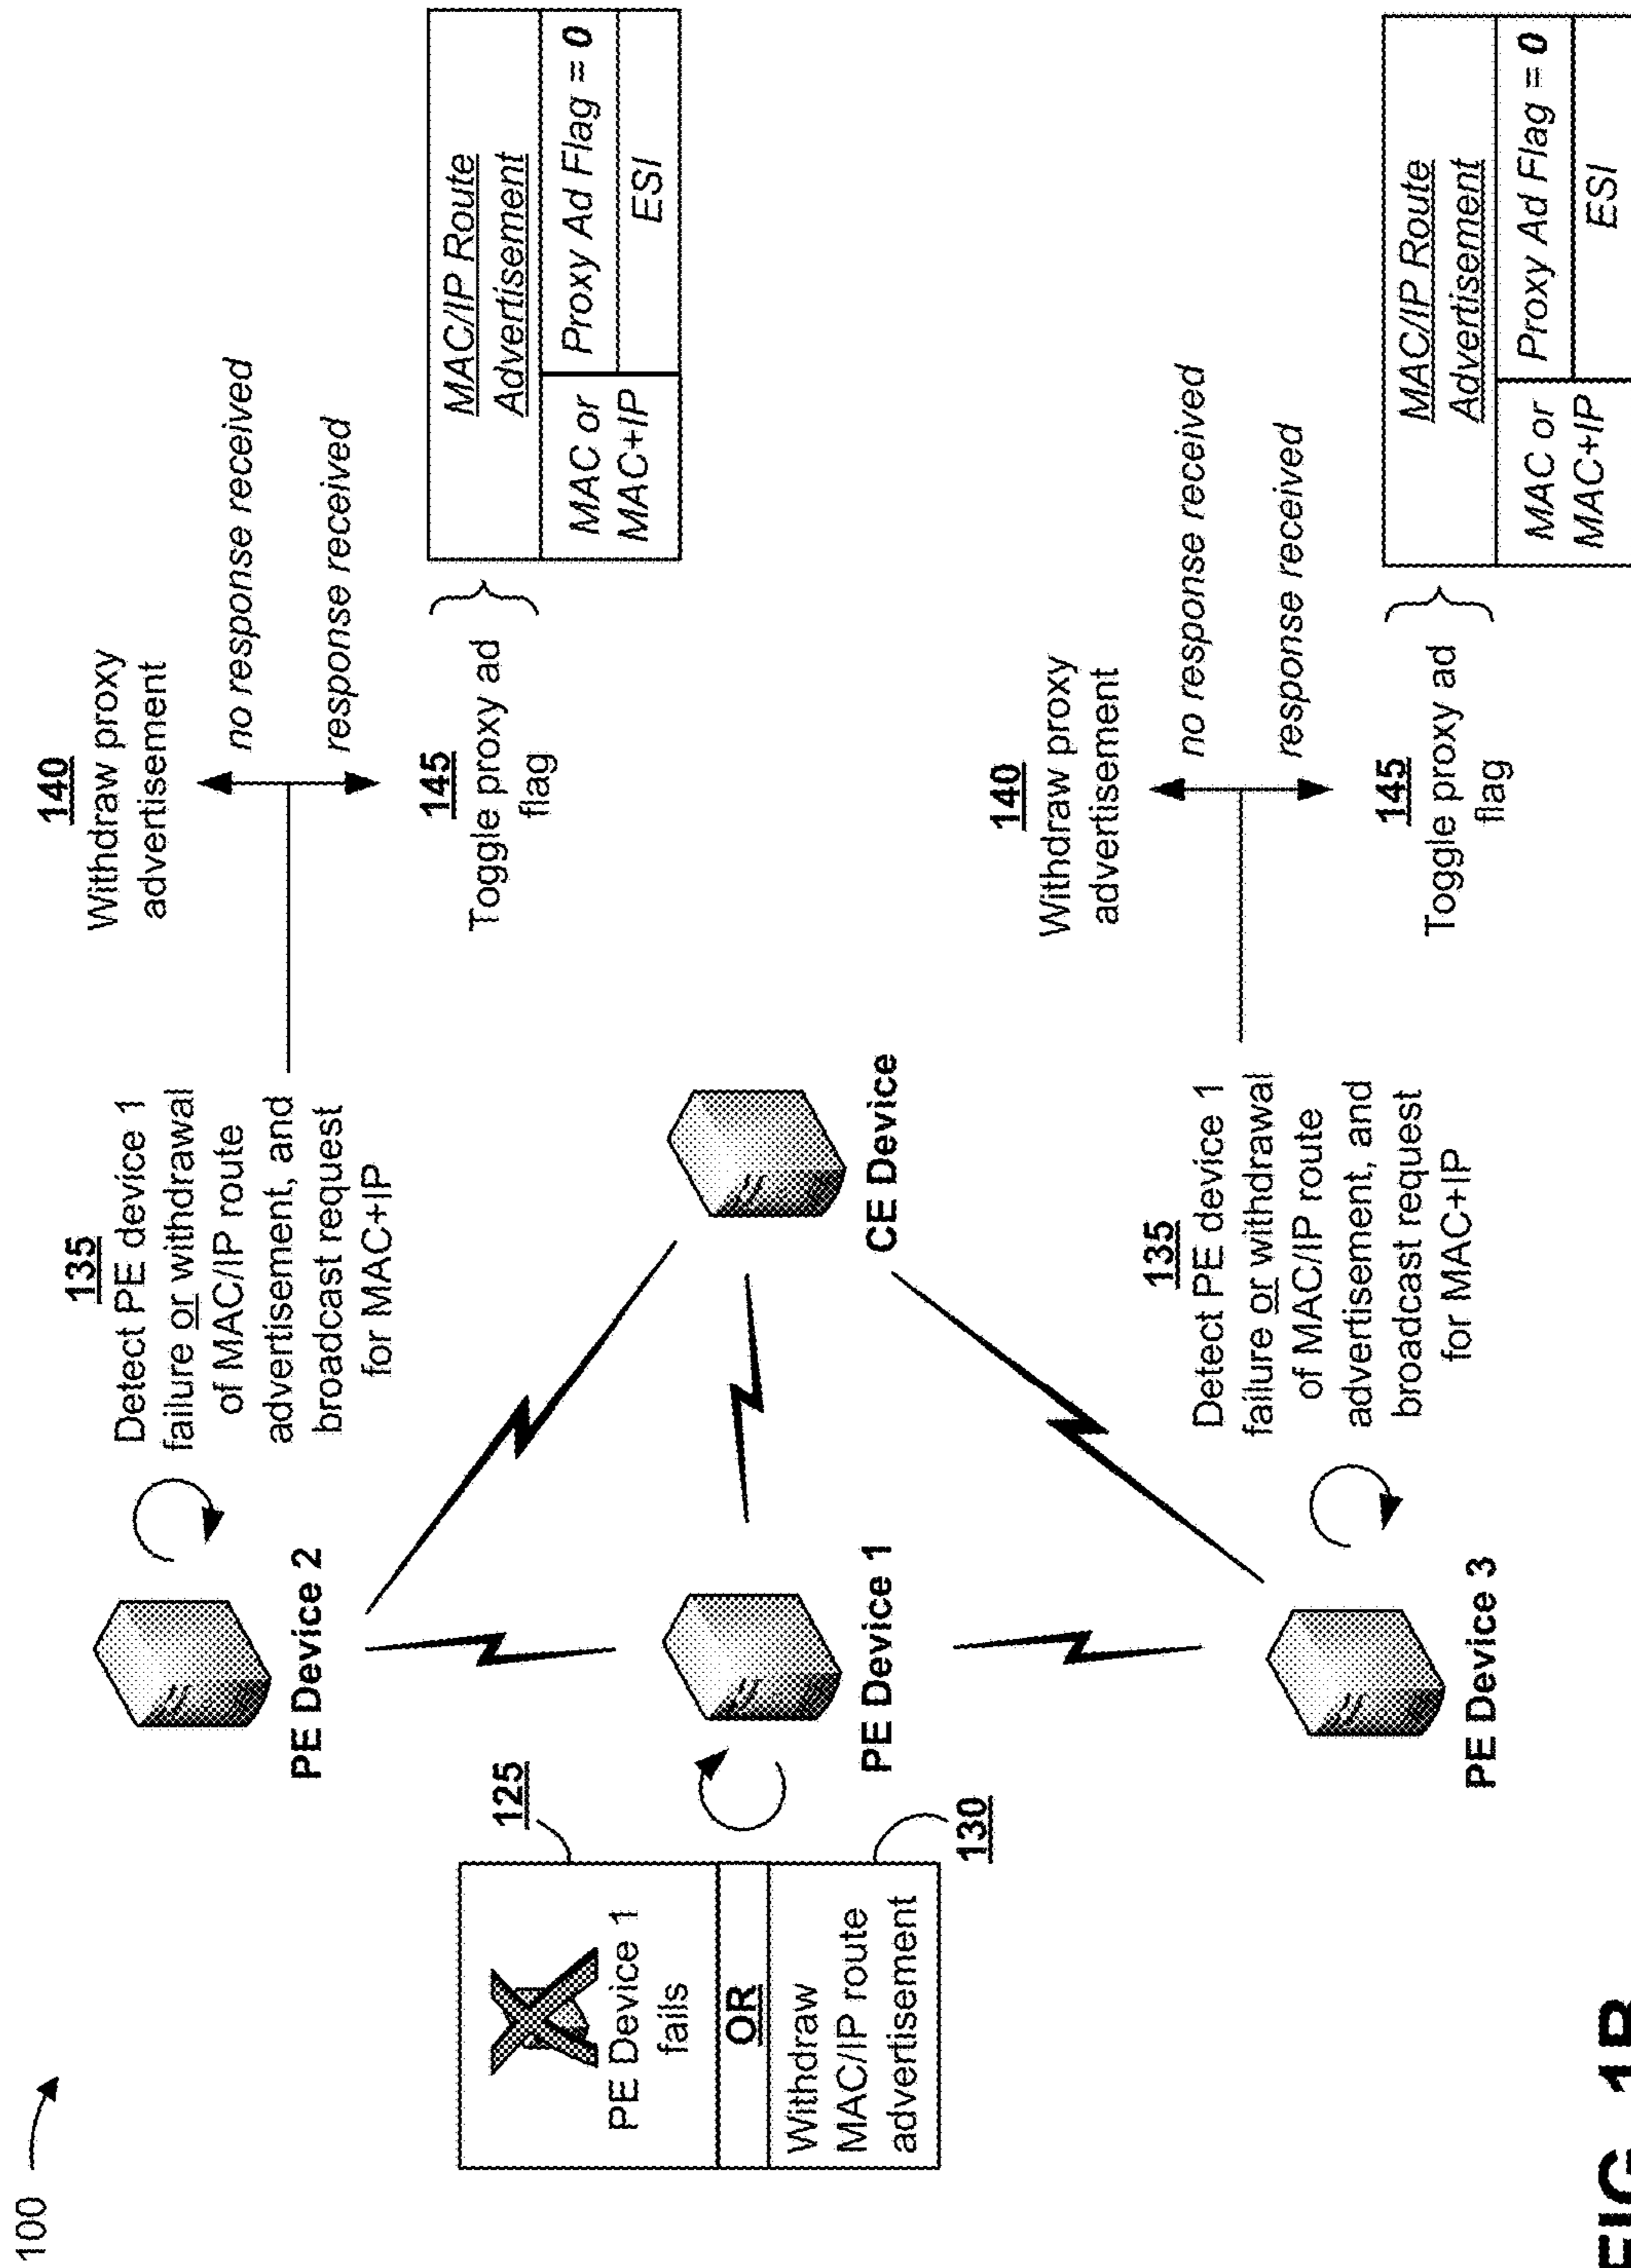 100
125
PE Device 1
fails
OR
Withdraw
MAC/IP route
advertisement
130
PE Device 2
PE Device 1
PE Device 3
CE Device
135
Detect PE device 1
failure or withdrawal
of MAC/IP route
advertisement, and
broadcast request
for MAC+IP
140
Withdraw proxy
advertisement
no response received
response received
145
Toggle proxy ad
flag
MAC/IP Route
Advertisement
MAC or
MAC+IP
Proxy Ad Flag = 0
ESI
135
Detect PE device 1
failure or withdrawal
of MAC/IP route
advertisement, and
broadcast request
for MAC+IP
140
Withdraw proxy
advertisement
no response received
response received
145
Toggle proxy ad
flag
MAC/IP Route
Advertisement
MAC or
MAC+IP
Proxy Ad Flag = 0
ESI
FIG. 1B